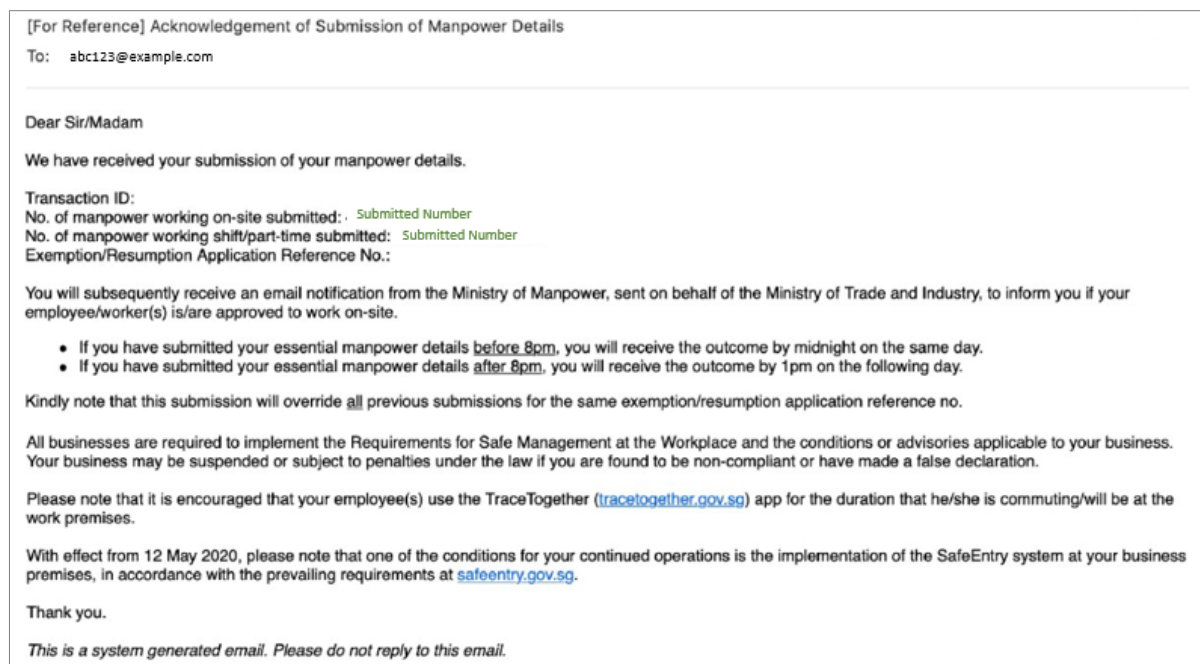 [For Reference] Acknowledgement of Submission of Manpower Details
To: abc123@example.com
Dear Sir/Madam
We have received your submission of your manpower details.
Transaction ID:
No. of manpower working on-site submitted: Submitted Number
No. of manpower working shift/part-time submitted: Submitted Number
Exemption/Resumption Application Reference No.:
You will subsequently receive an email notification from the Ministry of Manpower, sent on behalf of the Ministry of Trade and Industry, to inform you if your
employee/worker(s) is/are approved to work on-site.
• If you have submitted your essential manpower details before 8pm, you will receive the outcome by midnight on the same day.
• If you have submitted your essential manpower details after 8pm, you will receive the outcome by 1pm on the following day.
Kindly note that this submission will override all previous submissions for the same exemption/resumption application reference no.
All businesses are required to implement the Requirements for Safe Management at the Workplace and the conditions or advisories applicable to your business.
Your business may be suspended or subject to penalties under the law if you are found to be non-compliant or have made a false declaration.
Please note that it is encouraged that your employee(s) use the TraceTogether (tracetogether.gov.sg) app for the duration that he/she is commuting/will be at the
work premises.
With effect from 12 May 2020, please note that one of the conditions for your continued operations is the implementation of the SafeEntry system at your business
premises, in accordance with the prevailing requirements at safeentry.gov.sg.
Thank you.
This is a system generated email. Please do not reply to this email.